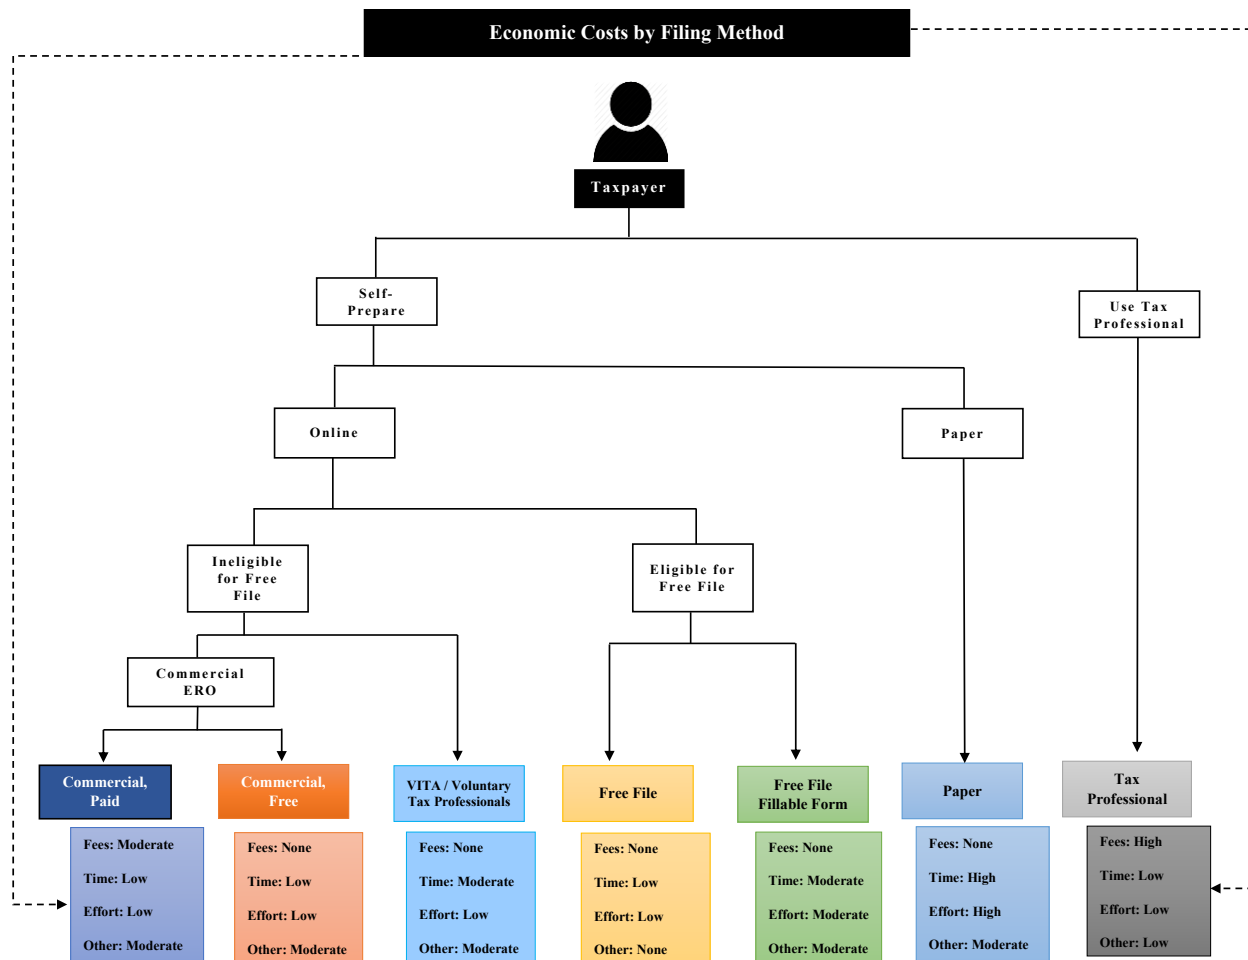 Economic Costs by Filing Method
Taxpayer
Self-
Prepare
Use Tax
Professional
Online
Paper
Ineligible
for Free
File
Eligible for
Free File
Commercial
ERO
Commercial,
Paid
Commercial,
Free
VITA / Voluntary
Tax Professionals
Free File
Free File
Fillable Form
Paper
Tax
Professional
Fees: Moderate
Time: Low
Effort: Low
Other: Moderate
Fees: None
Time: Low
Effort: Low
Other: Moderate
Fees: None
Time: Moderate
Effort: Low
Other: Moderate
Fees: None
Time: Low
Effort: Low
Other: None
Fees: None
Time: Moderate
Effort: Moderate
Other: Moderate
Fees: None
Time: High
Effort: High
Other: Moderate
Fees: High
Time: Low
Effort: Low
Other: Low